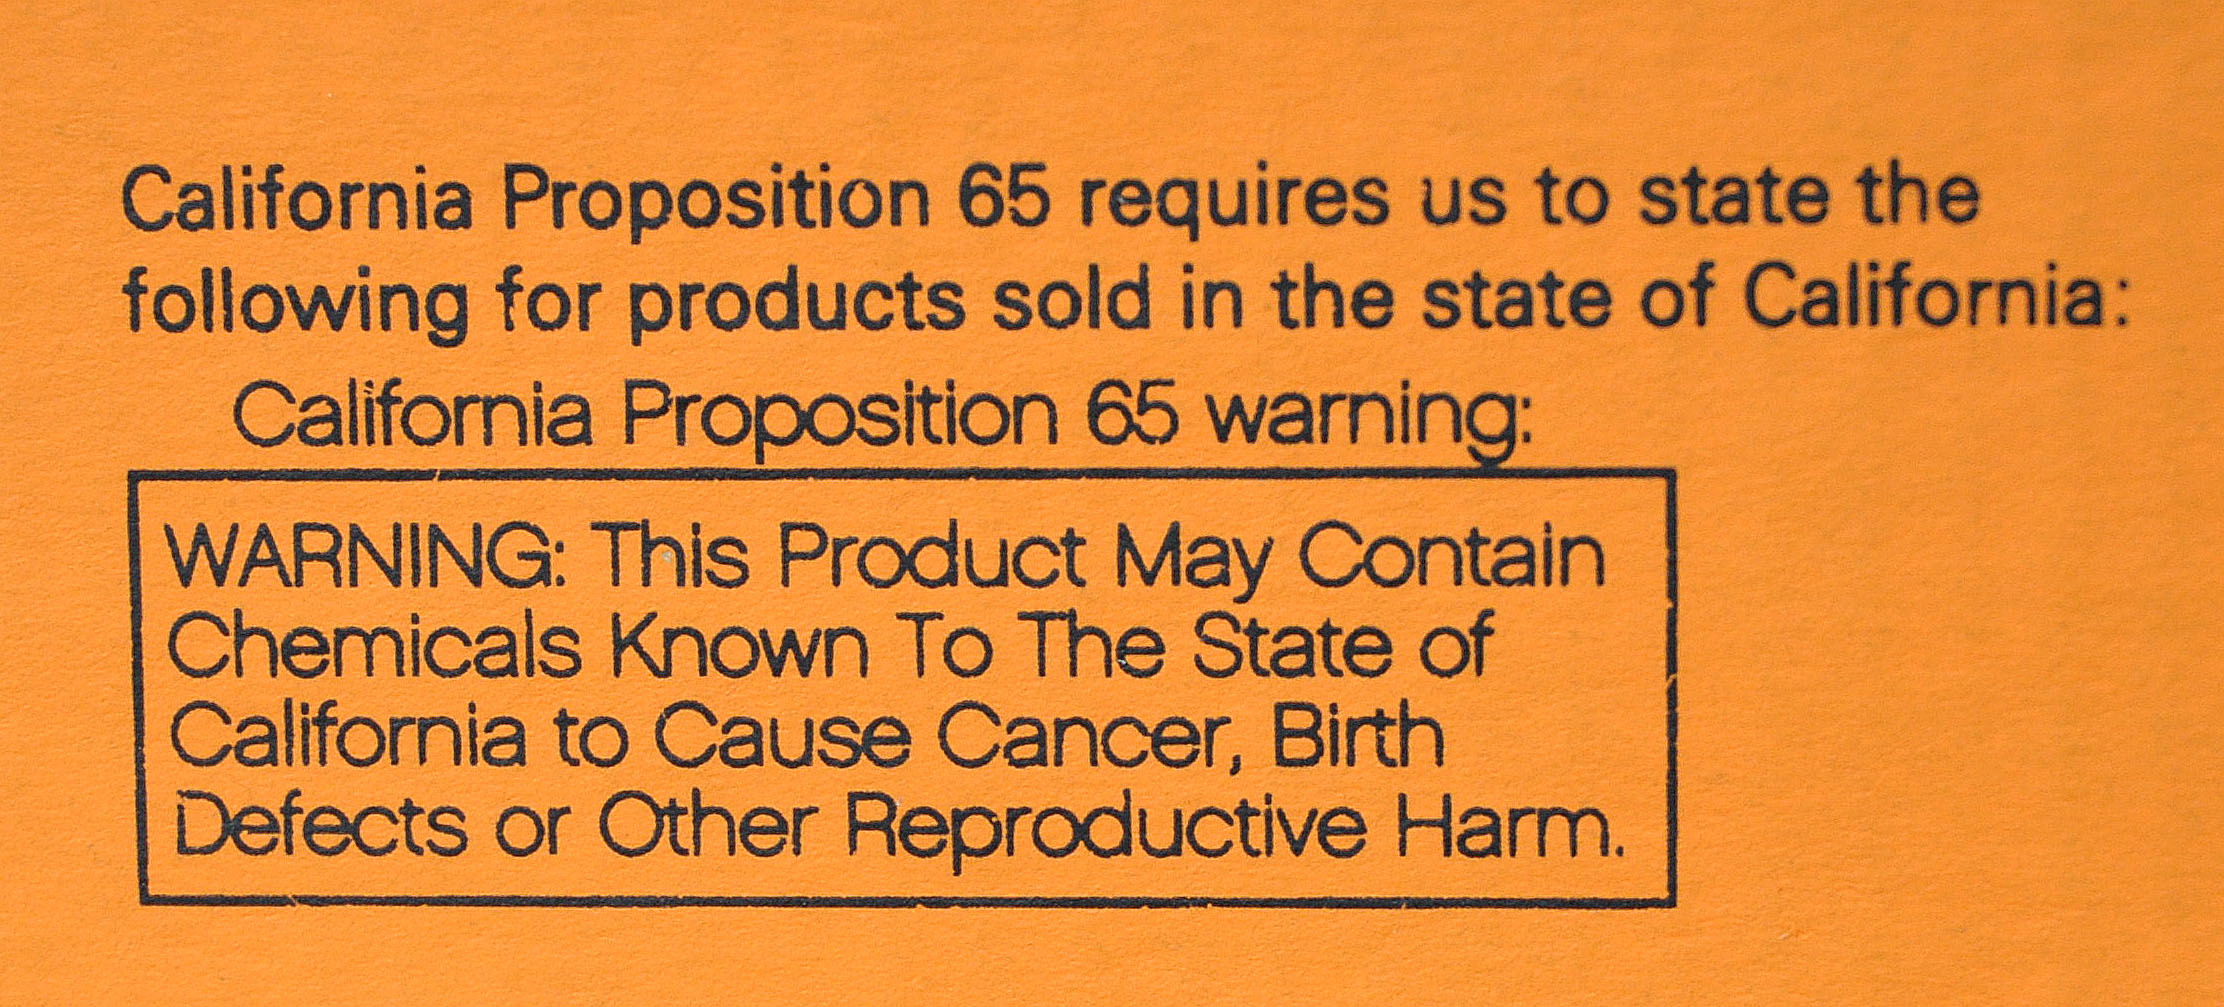 California Proposition 65 requires us to state the
following for products sold in the state of California:
California Proposition 65 warning:
WARNING: This Product May Contain
Chemicals Known To The State of
California to Cause Cancer, Birth
Defects or Other Reproductive Harm.